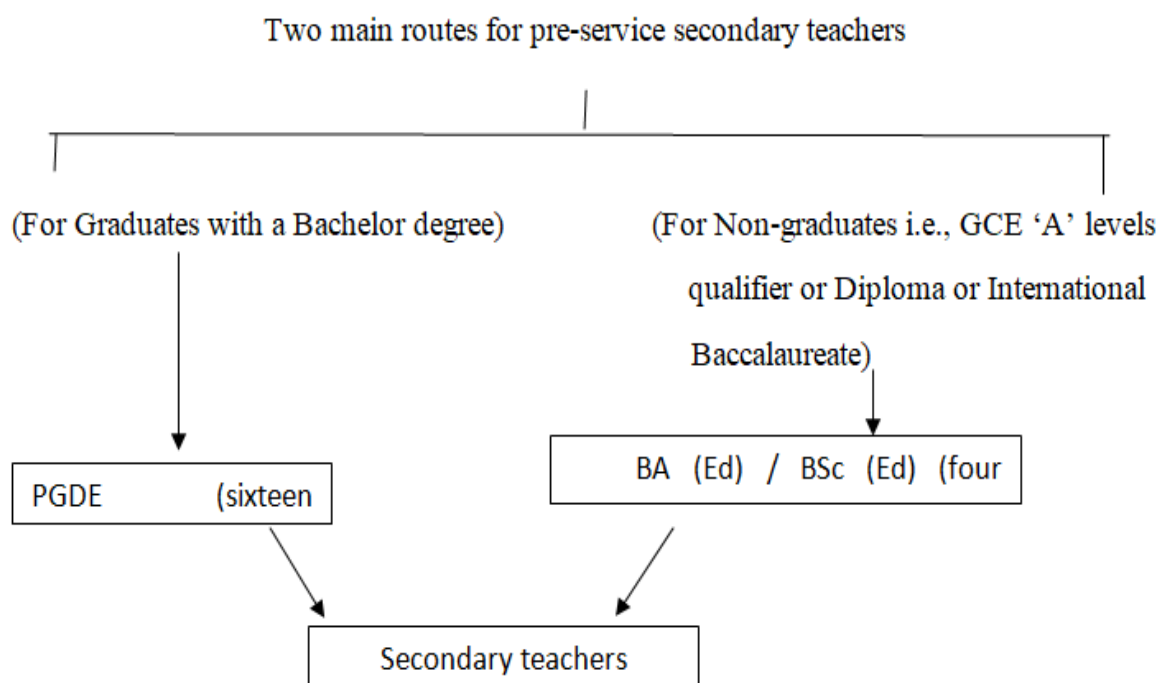 Two main routes for pre-service secondary teachers
(For Graduates with a Bachelor degree)
(For Non-graduates i.e., GCE ‘A’ levels
qualifier or Diploma or International
Baccalaureate)
PGDE (sixteen
BA (Ed) / BSc (Ed) (four
Secondary teachers